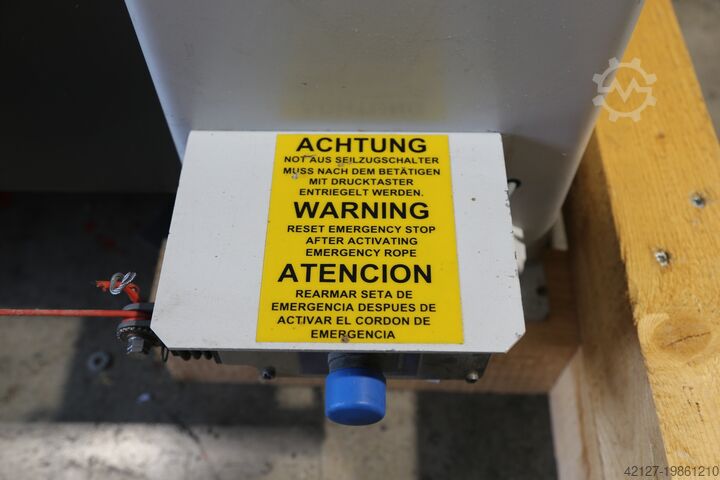 ACHTUNG
NOT AUS SEILZUGSCHALTER
MUSS NACH DEM BETÄTIGEN
MIT DRUCKTASTER
ENTRIEGELT WERDEN.
WARNING
RESET EMERGENCY STOP
AFTER ACTIVATING
EMERGENCY ROPE
ATENCION
REARMAR SETA DE
EMERGENCIA DESPUES DE
ACTIVAR EL CORDON DE
EMERGENCIA
42127-19861210